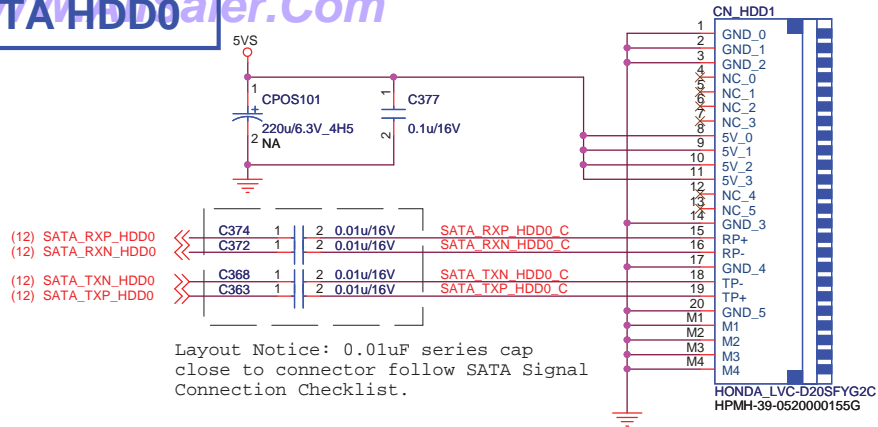 TA HDD0
5VS
1
CPOS101
220u/6.3V_4H5
2
NA
1
C377
2
0.1u/16V
CN_HDD1
1 GND_0
2 GND_1
3 GND_2
4 NC_0
5 NC_1
6 NC_2
7 NC_3
8 5V_0
9 5V_1
10 5V_2
11 5V_3
12 NC_4
13 NC_5
14 GND_3
15 RP+
16 RP-
17 GND_4
18 TP-
19 TP+
20 GND_5
M1 M1
M2 M2
M3 M3
M4 M4
HONDA_LVC-D20SFYG2C
HPMH-39-0520000155G
(12) SATA_RXP_HDD0 C374 1 2 0.01u/16V SATA_RXP_HDD0_C
(12) SATA_RXN_HDD0 C372 1 2 0.01u/16V SATA_RXN_HDD0_C
(12) SATA_TXN_HDD0 C368 1 2 0.01u/16V SATA_TXN_HDD0_C
(12) SATA_TXP_HDD0 C363 1 2 0.01u/16V SATA_TXP_HDD0_C
Layout Notice: 0.01uF series cap
close to connector follow SATA Signal
Connection Checklist.